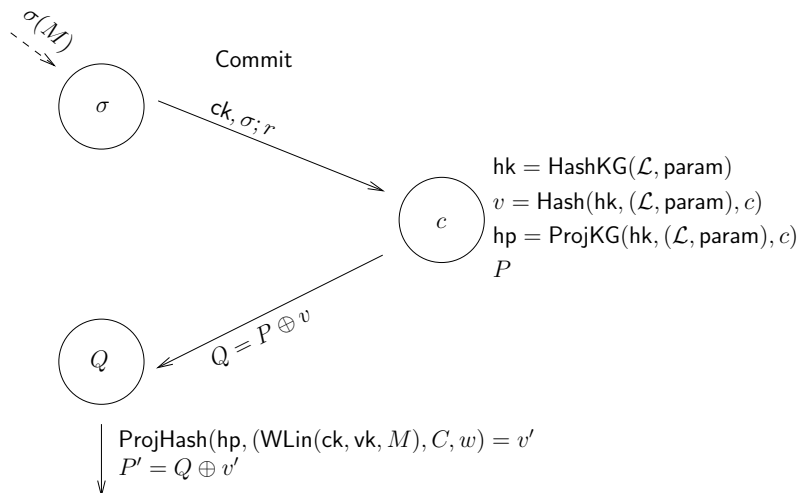 σ(M)
Commit
σ
ck, σ; r
hk = HashKG(ℒ, param)
v = Hash(hk, (ℒ, param), c)
c
hp = ProjKG(hk, (ℒ, param), c)
P
Q = P ⊕ v
Q
ProjHash(hp, (WLin(ck, vk, M), C, w) = v′
P′ = Q ⊕ v′